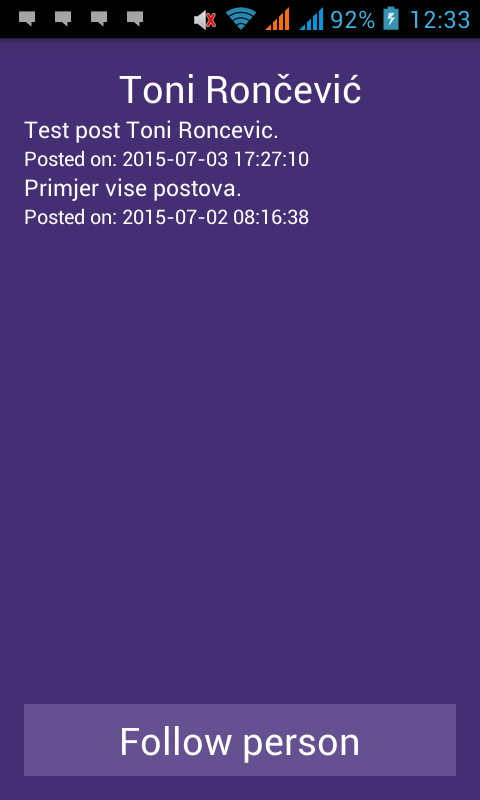 92% 12:33
Toni Rončević
Test post Toni Roncevic.
Posted on: 2015-07-03 17:27:10
Primjer vise postova.
Posted on: 2015-07-02 08:16:38
Follow person